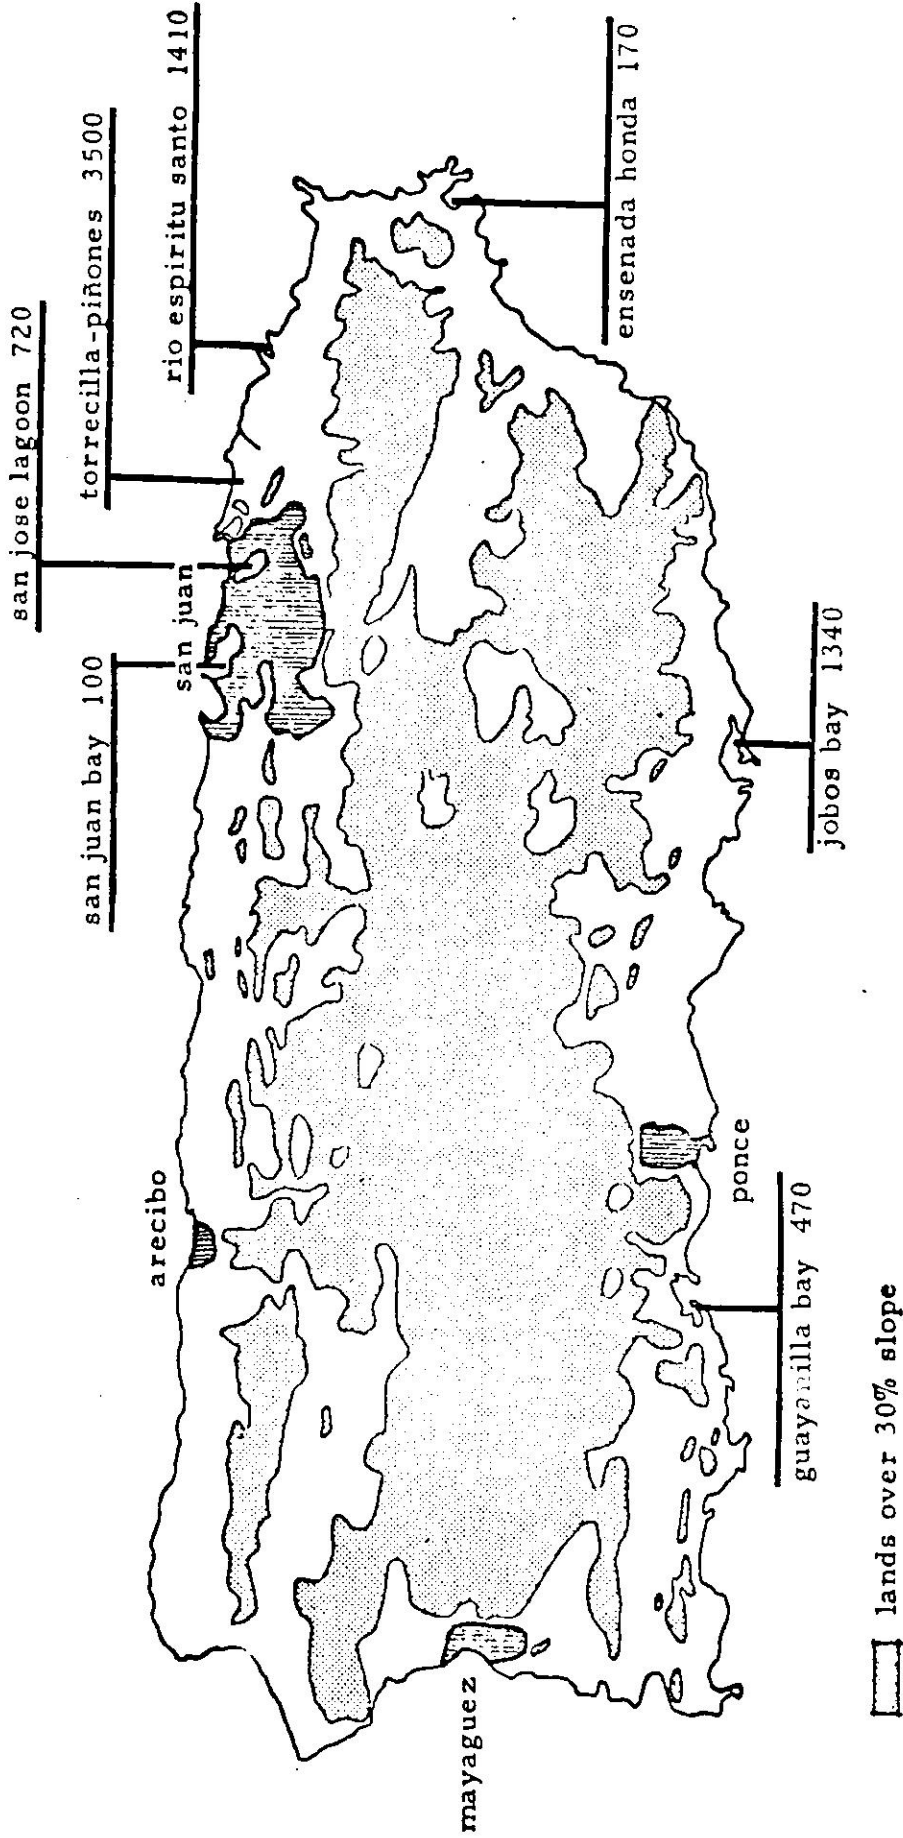 san jose lagoon 720
torrecilla-piñones 3500
rio espiritu santo 1410
san juan bay 100
san juan
arecibo
mayaguez
ponce
ensenada honda 170
jobos bay 1340
guayanilla bay 470
lands over 30% slope